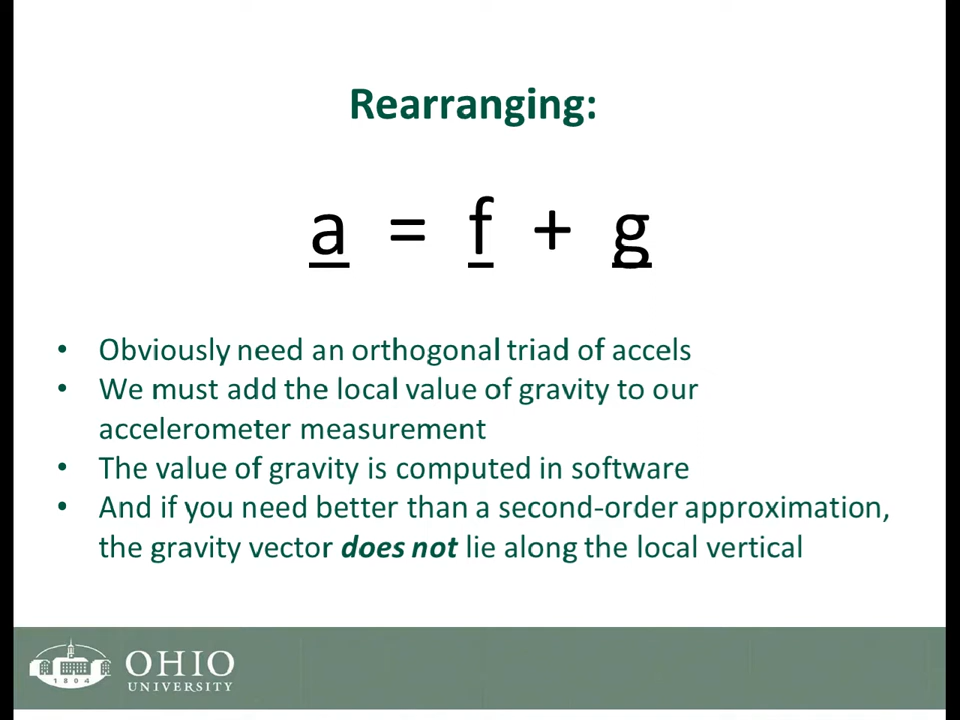 Rearranging:
a = f + g
• Obviously need an orthogonal triad of accels
• We must add the local value of gravity to our
accelerometer measurement
• The value of gravity is computed in software
• And if you need better than a second-order approximation,
the gravity vector does not lie along the local vertical
1804
OHIO
UNIVERSITY